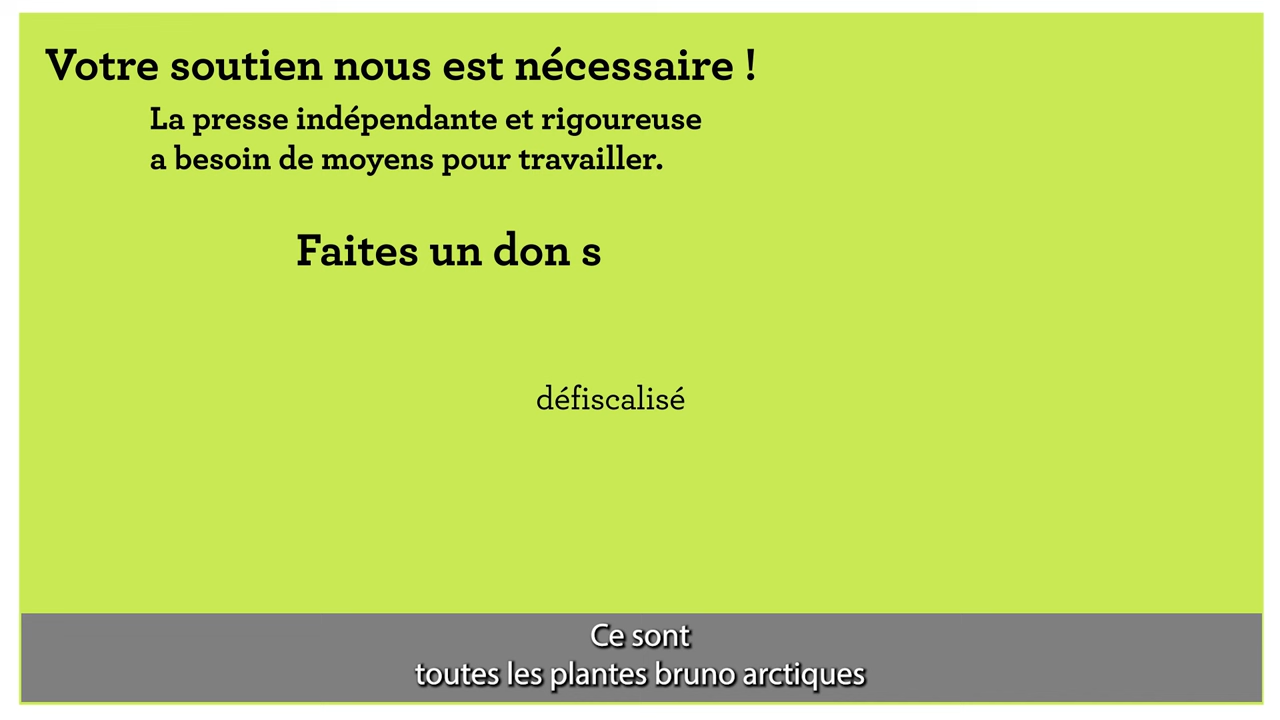 Votre soutien nous est nécessaire !
La presse indépendante et rigoureuse
a besoin de moyens pour travailler.
Faites un don s
défiscalisé
Ce sont
toutes les plantes bruno arctiques